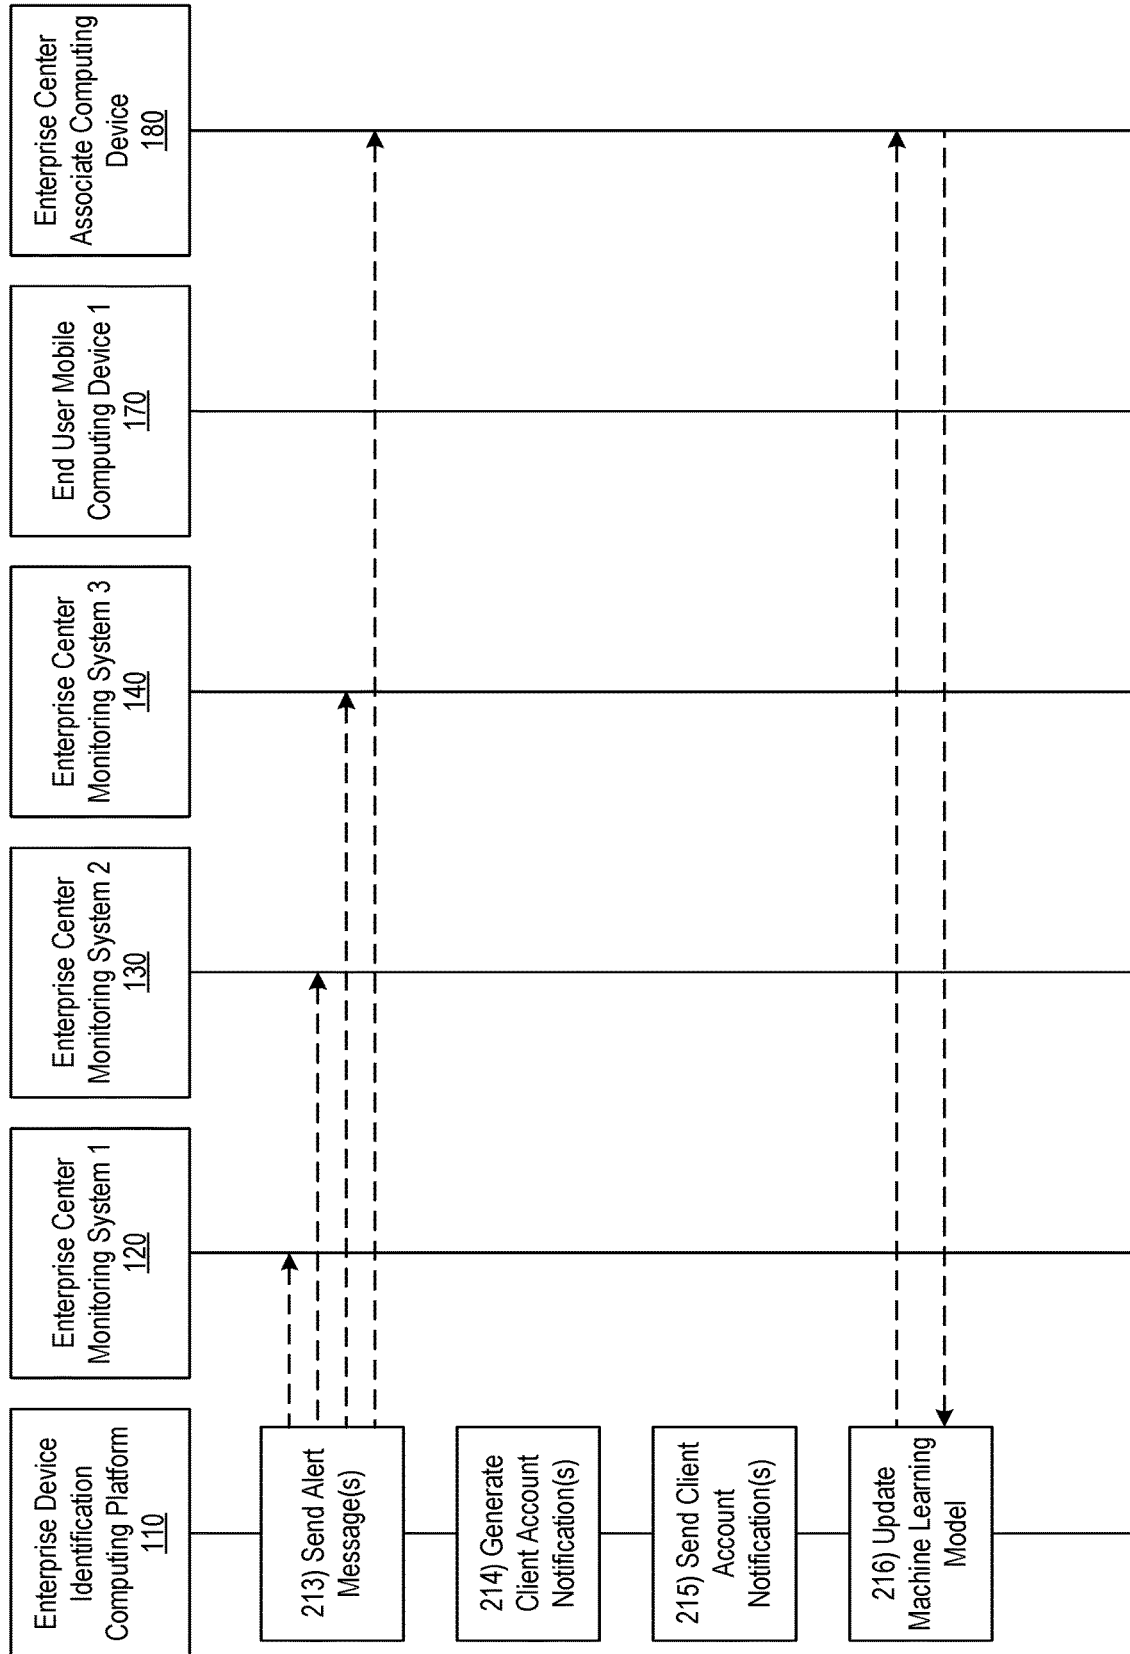 Enterprise Device
Identification
Computing Platform
110
Enterprise Center
Monitoring System 1
120
Enterprise Center
Monitoring System 2
130
Enterprise Center
Monitoring System 3
140
End User Mobile
Computing Device 1
170
Enterprise Center
Associate Computing
Device
180
213) Send Alert
Message(s)
214) Generate
Client Account
Notification(s)
215) Send Client
Account
Notification(s)
216) Update
Machine Learning
Model